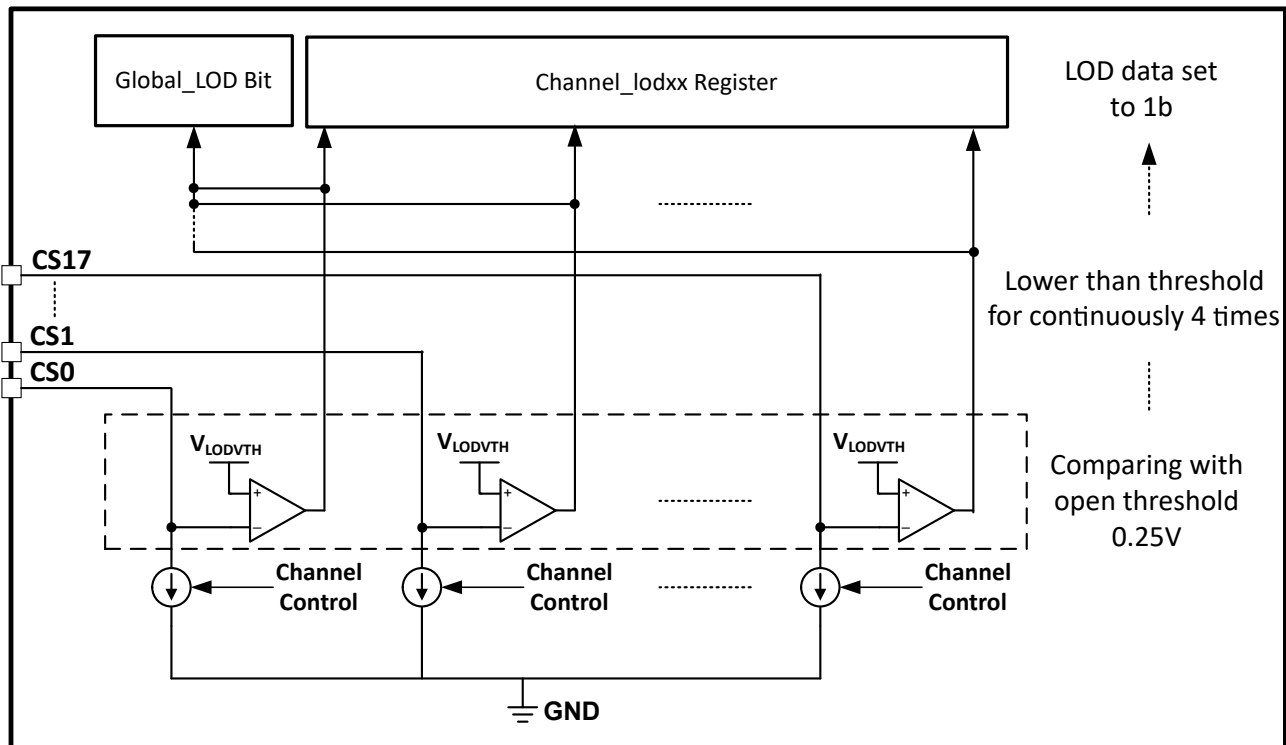 Global_LOD Bit
Channel_lodxx Register
LOD data set
to 1b
CS17
Lower than threshold
for continuously 4 times
CS1
CS0
VLODVTH
VLODVTH
VLODVTH
+
+
+
−
−
−
Comparing with
open threshold
0.25V
Channel
Control
Channel
Control
Channel
Control
GND